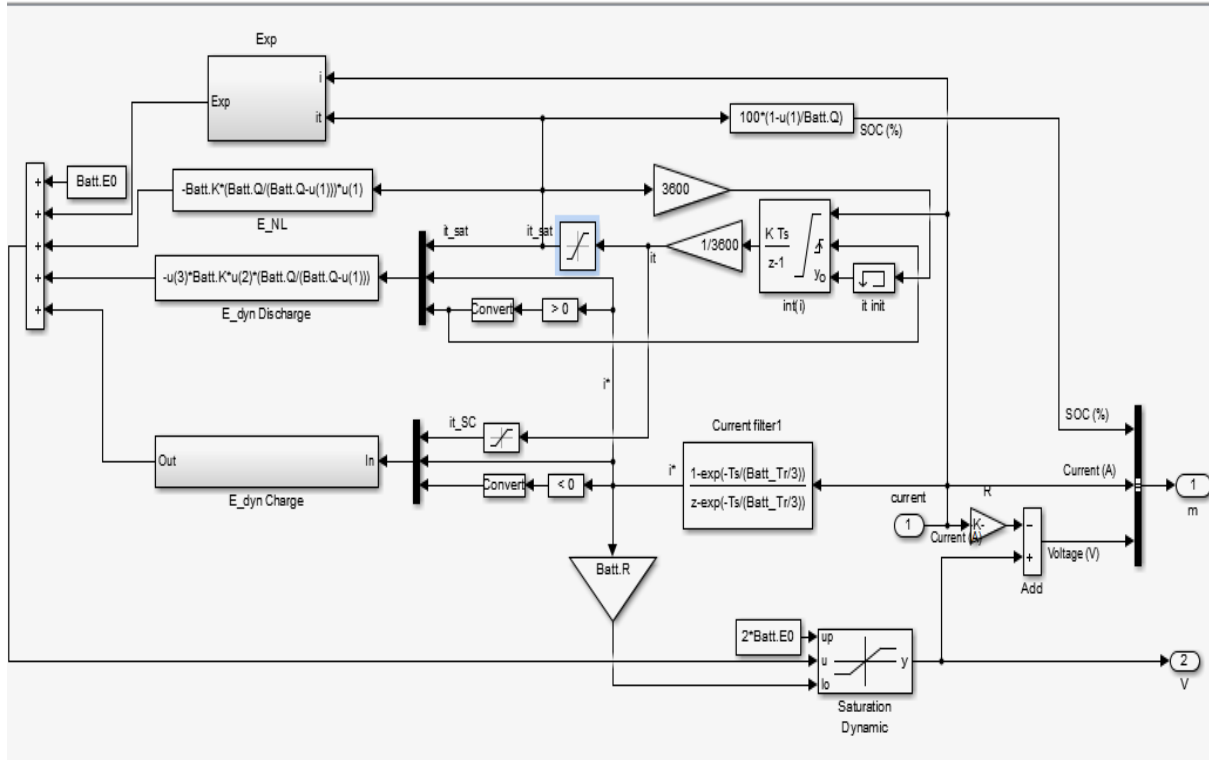 Exp
i
Exp
it
100*(1-u(1)/Batt.Q)
SOC (%)
Batt.E0
+
+
+
+
+
-Batt.K*(Batt.Q/(Batt.Q-u(1)))*u(1)
E_NL
3600
it_sat
it_sat
it
1/3600
K Ts
z-1
yo
int(i)
it init
-u(3)*Batt.K*u(2)*(Batt.Q/(Batt.Q-u(1)))
E_dyn Discharge
Convert
> 0
i*
it_SC
Out
In
E_dyn Charge
Convert
< 0
Current filter1
i*
1-exp(-Ts/(Batt_Tr/3))
z-exp(-Ts/(Batt_Tr/3))
SOC (%)
Current (A)
1
m
current
R
1
Current (A)
K-
−
+
Add
Voltage (V)
Batt.R
2*Batt.E0
up
u
lo
y
Saturation
Dynamic
2
V